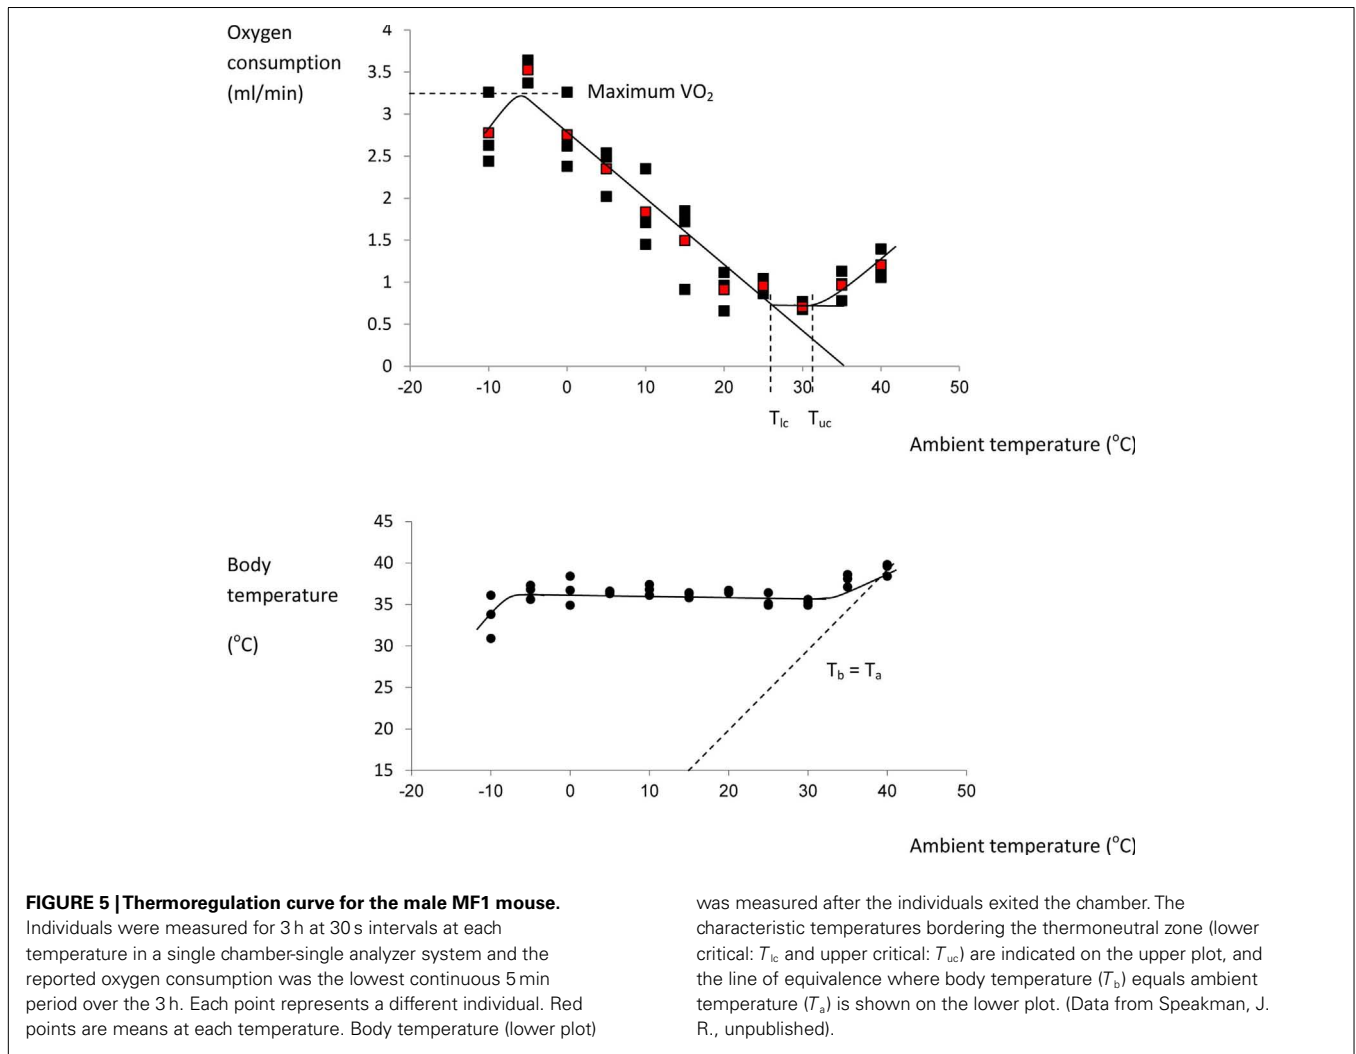 Oxygen
consumption
(ml/min)
4
3.5
3
2.5
2
1.5
1
0.5
0
Maximum VO₂
-20 -10 0 10 20 30 40 50
Tlc Tuc
Ambient temperature (°C)
Body
temperature
(°C)
45
40
35
30
25
20
15
Tb = Ta
-20 -10 0 10 20 30 40 50
Ambient temperature (°C)
FIGURE 5 | Thermoregulation curve for the male MF1 mouse.
Individuals were measured for 3 h at 30 s intervals at each
temperature in a single chamber-single analyzer system and the
reported oxygen consumption was the lowest continuous 5 min
period over the 3 h. Each point represents a different individual. Red
points are means at each temperature. Body temperature (lower plot)
was measured after the individuals exited the chamber. The
characteristic temperatures bordering the thermoneutral zone (lower
critical: Tlc and upper critical: Tuc) are indicated on the upper plot, and
the line of equivalence where body temperature (Tb) equals ambient
temperature (Ta) is shown on the lower plot. (Data from Speakman, J.
R., unpublished).